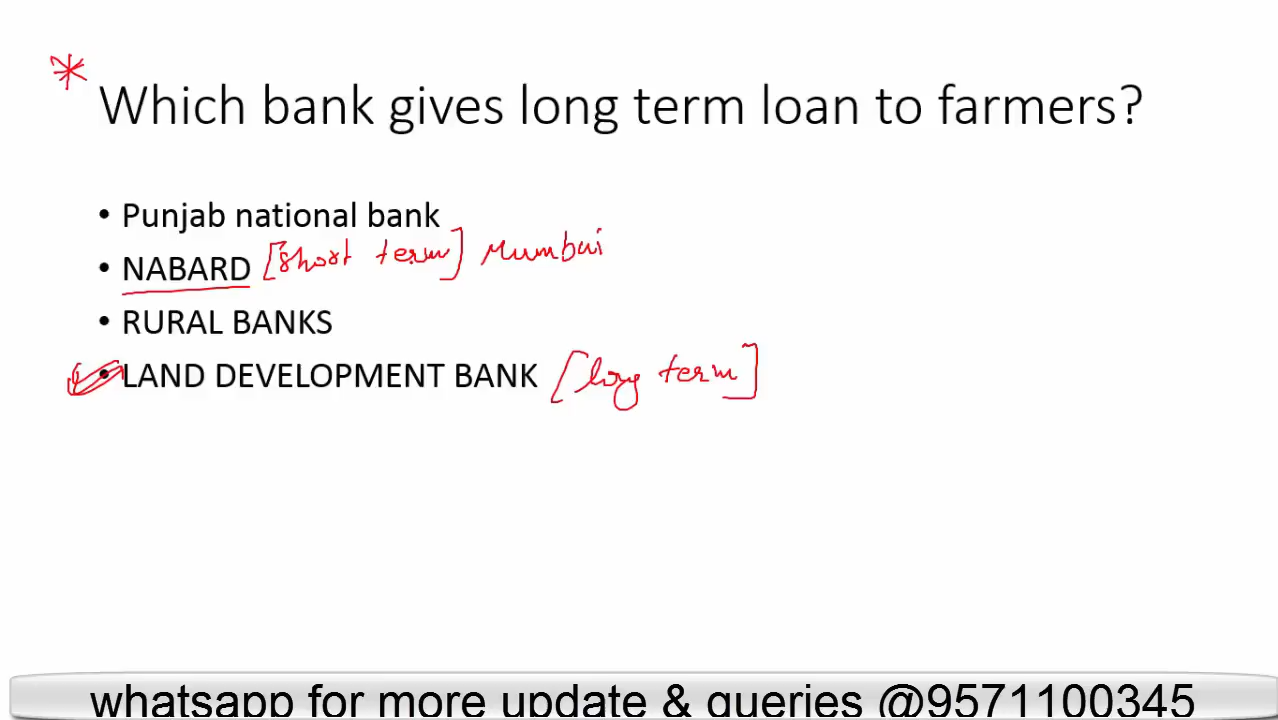 * Which bank gives long term loan to farmers?
• Punjab national bank
• NABARD [short term] Mumbai
• RURAL BANKS
• LAND DEVELOPMENT BANK [long term]
whatsapp for more update & queries @9571100345